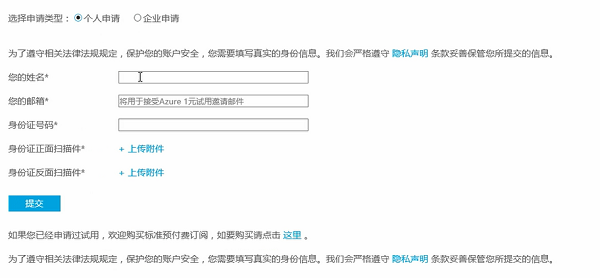 选择申请类型： 个人申请 企业申请
为了遵守相关法律法规规定，保护您的账户安全，您需要填写真实的身份信息。我们会严格遵守 隐私声明 条款妥善保管您所提交的信息。
您的姓名*
您的邮箱* 将用于接受Azure 1元试用邀请邮件
身份证号码*
身份证正面扫描件* + 上传附件
身份证反面扫描件* + 上传附件
提交
如果您已经申请过试用，欢迎购买标准预付费订阅，如要购买请点击 这里 。
为了遵守相关法律法规规定，保护您的账户安全，您需要填写真实的身份信息。我们会严格遵守 隐私声明 条款妥善保管您所提交的信息。